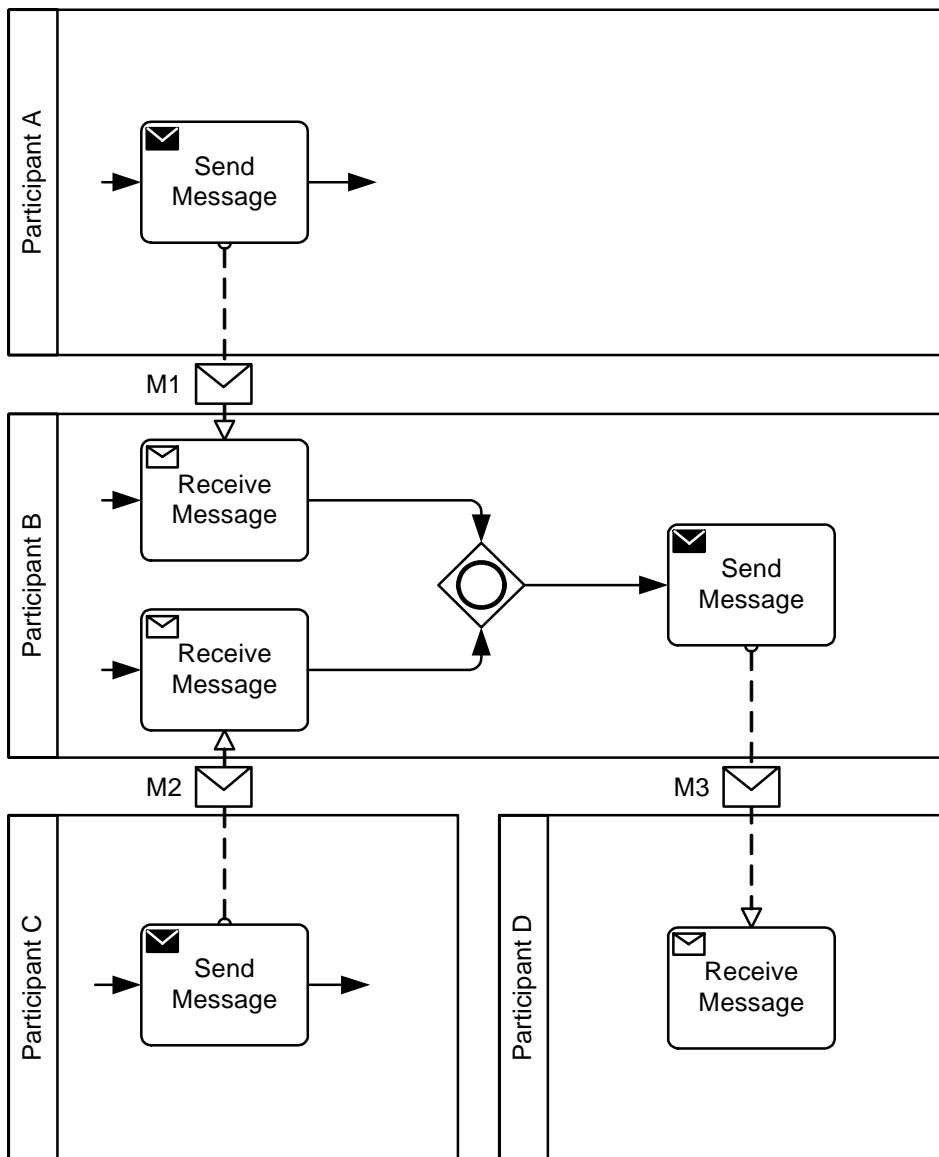 Participant A
Send
Message
M1
Participant B
Receive
Message
Send
Message
Receive
Message
M2
M3
Participant C
Send
Message
Participant D
Receive
Message